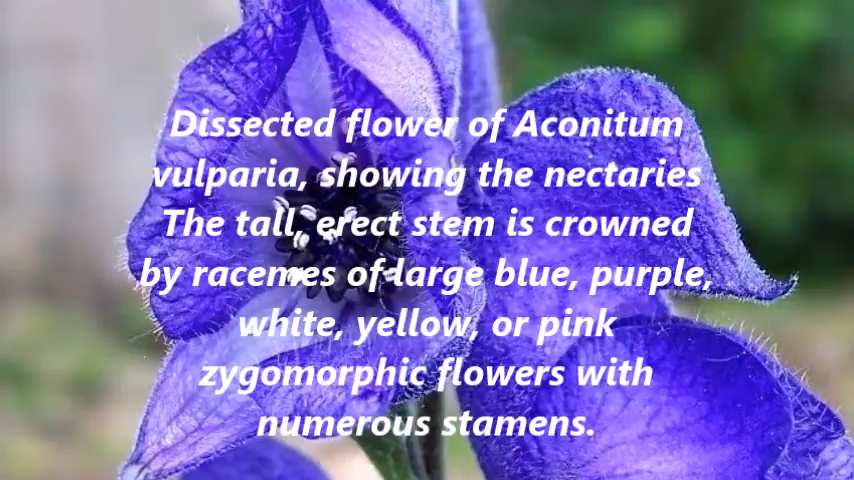 Dissected flower of Aconitum
vulparia, showing the nectaries
The tall, erect stem is crowned
by racemes of large blue, purple,
white, yellow, or pink
zygomorphic flowers with
numerous stamens.